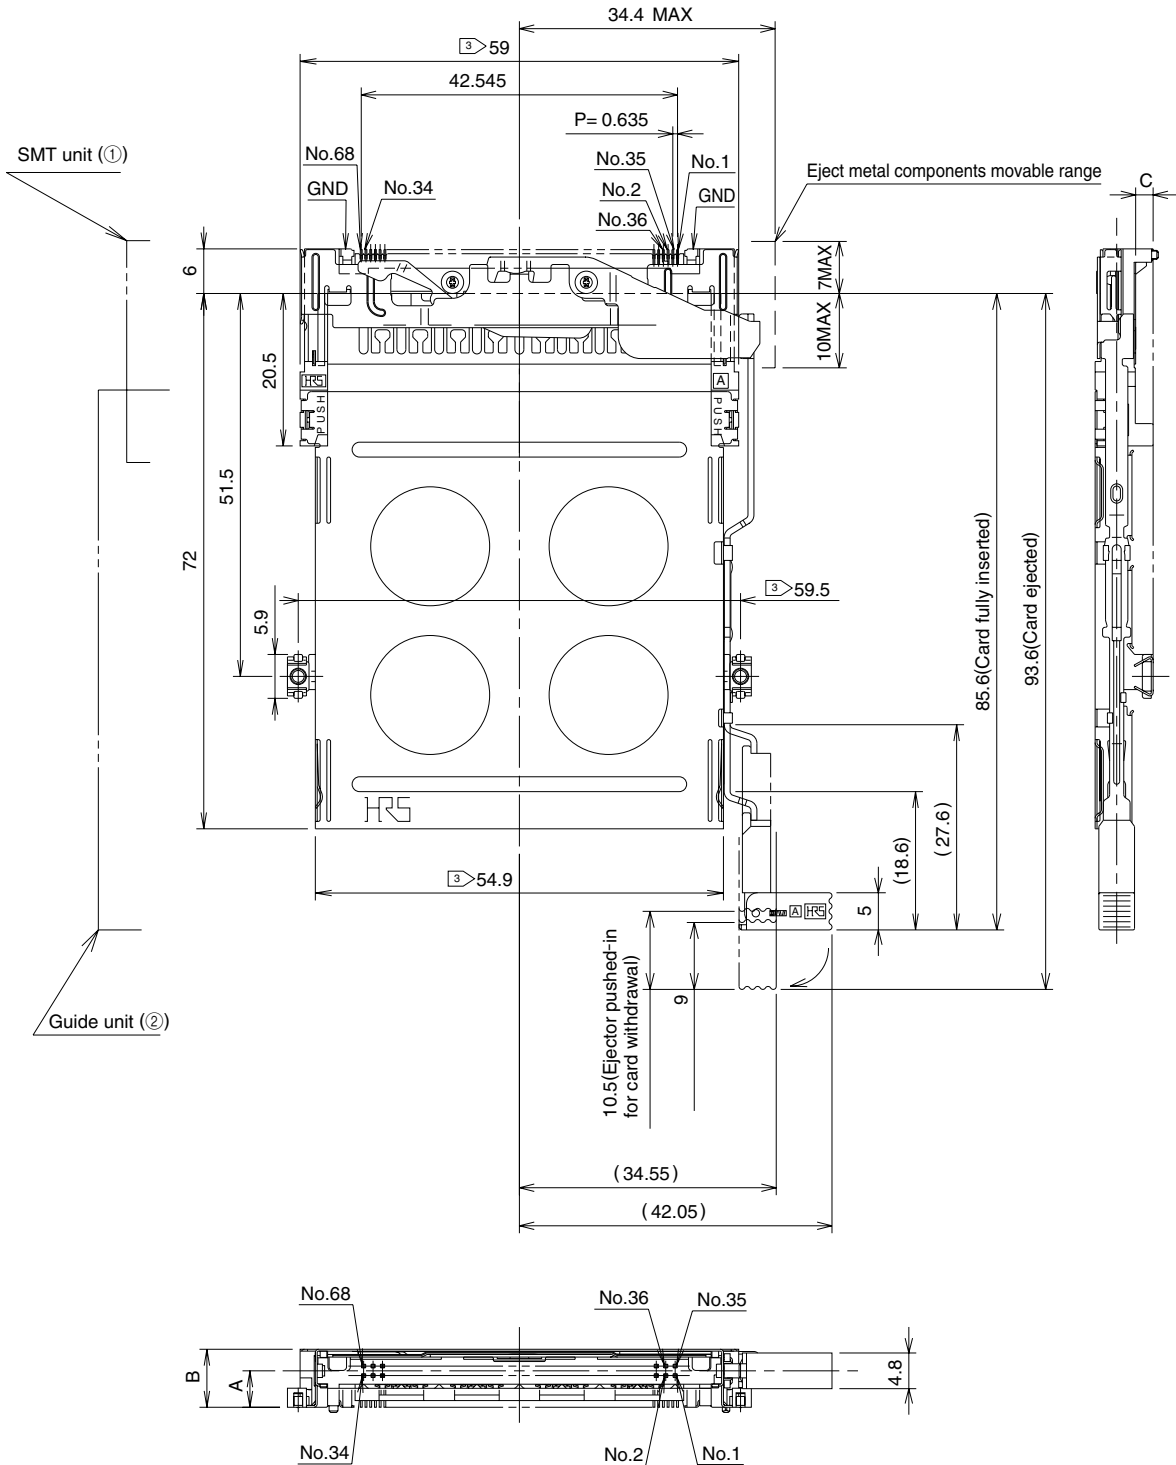 34.4 MAX
3 59
42.545
P= 0.635
SMT unit (①)
No.68
No.35
No.1
Eject metal components movable range
C
GND
No.34
No.2
GND
No.36
6
7MAX
10MAX
20.5
HRS
A
PUSH
PUSH
51.5
72
5.9
3 59.5
85.6(Card fully inserted)
93.6(Card ejected)
HRS
(27.6)
(18.6)
3 54.9
A HRS
5
10.5(Ejector pushed-in
for card withdrawal)
9
Guide unit (②)
(34.55)
(42.05)
No.68
No.36
No.35
B
A
4.8
No.34
No.2
No.1